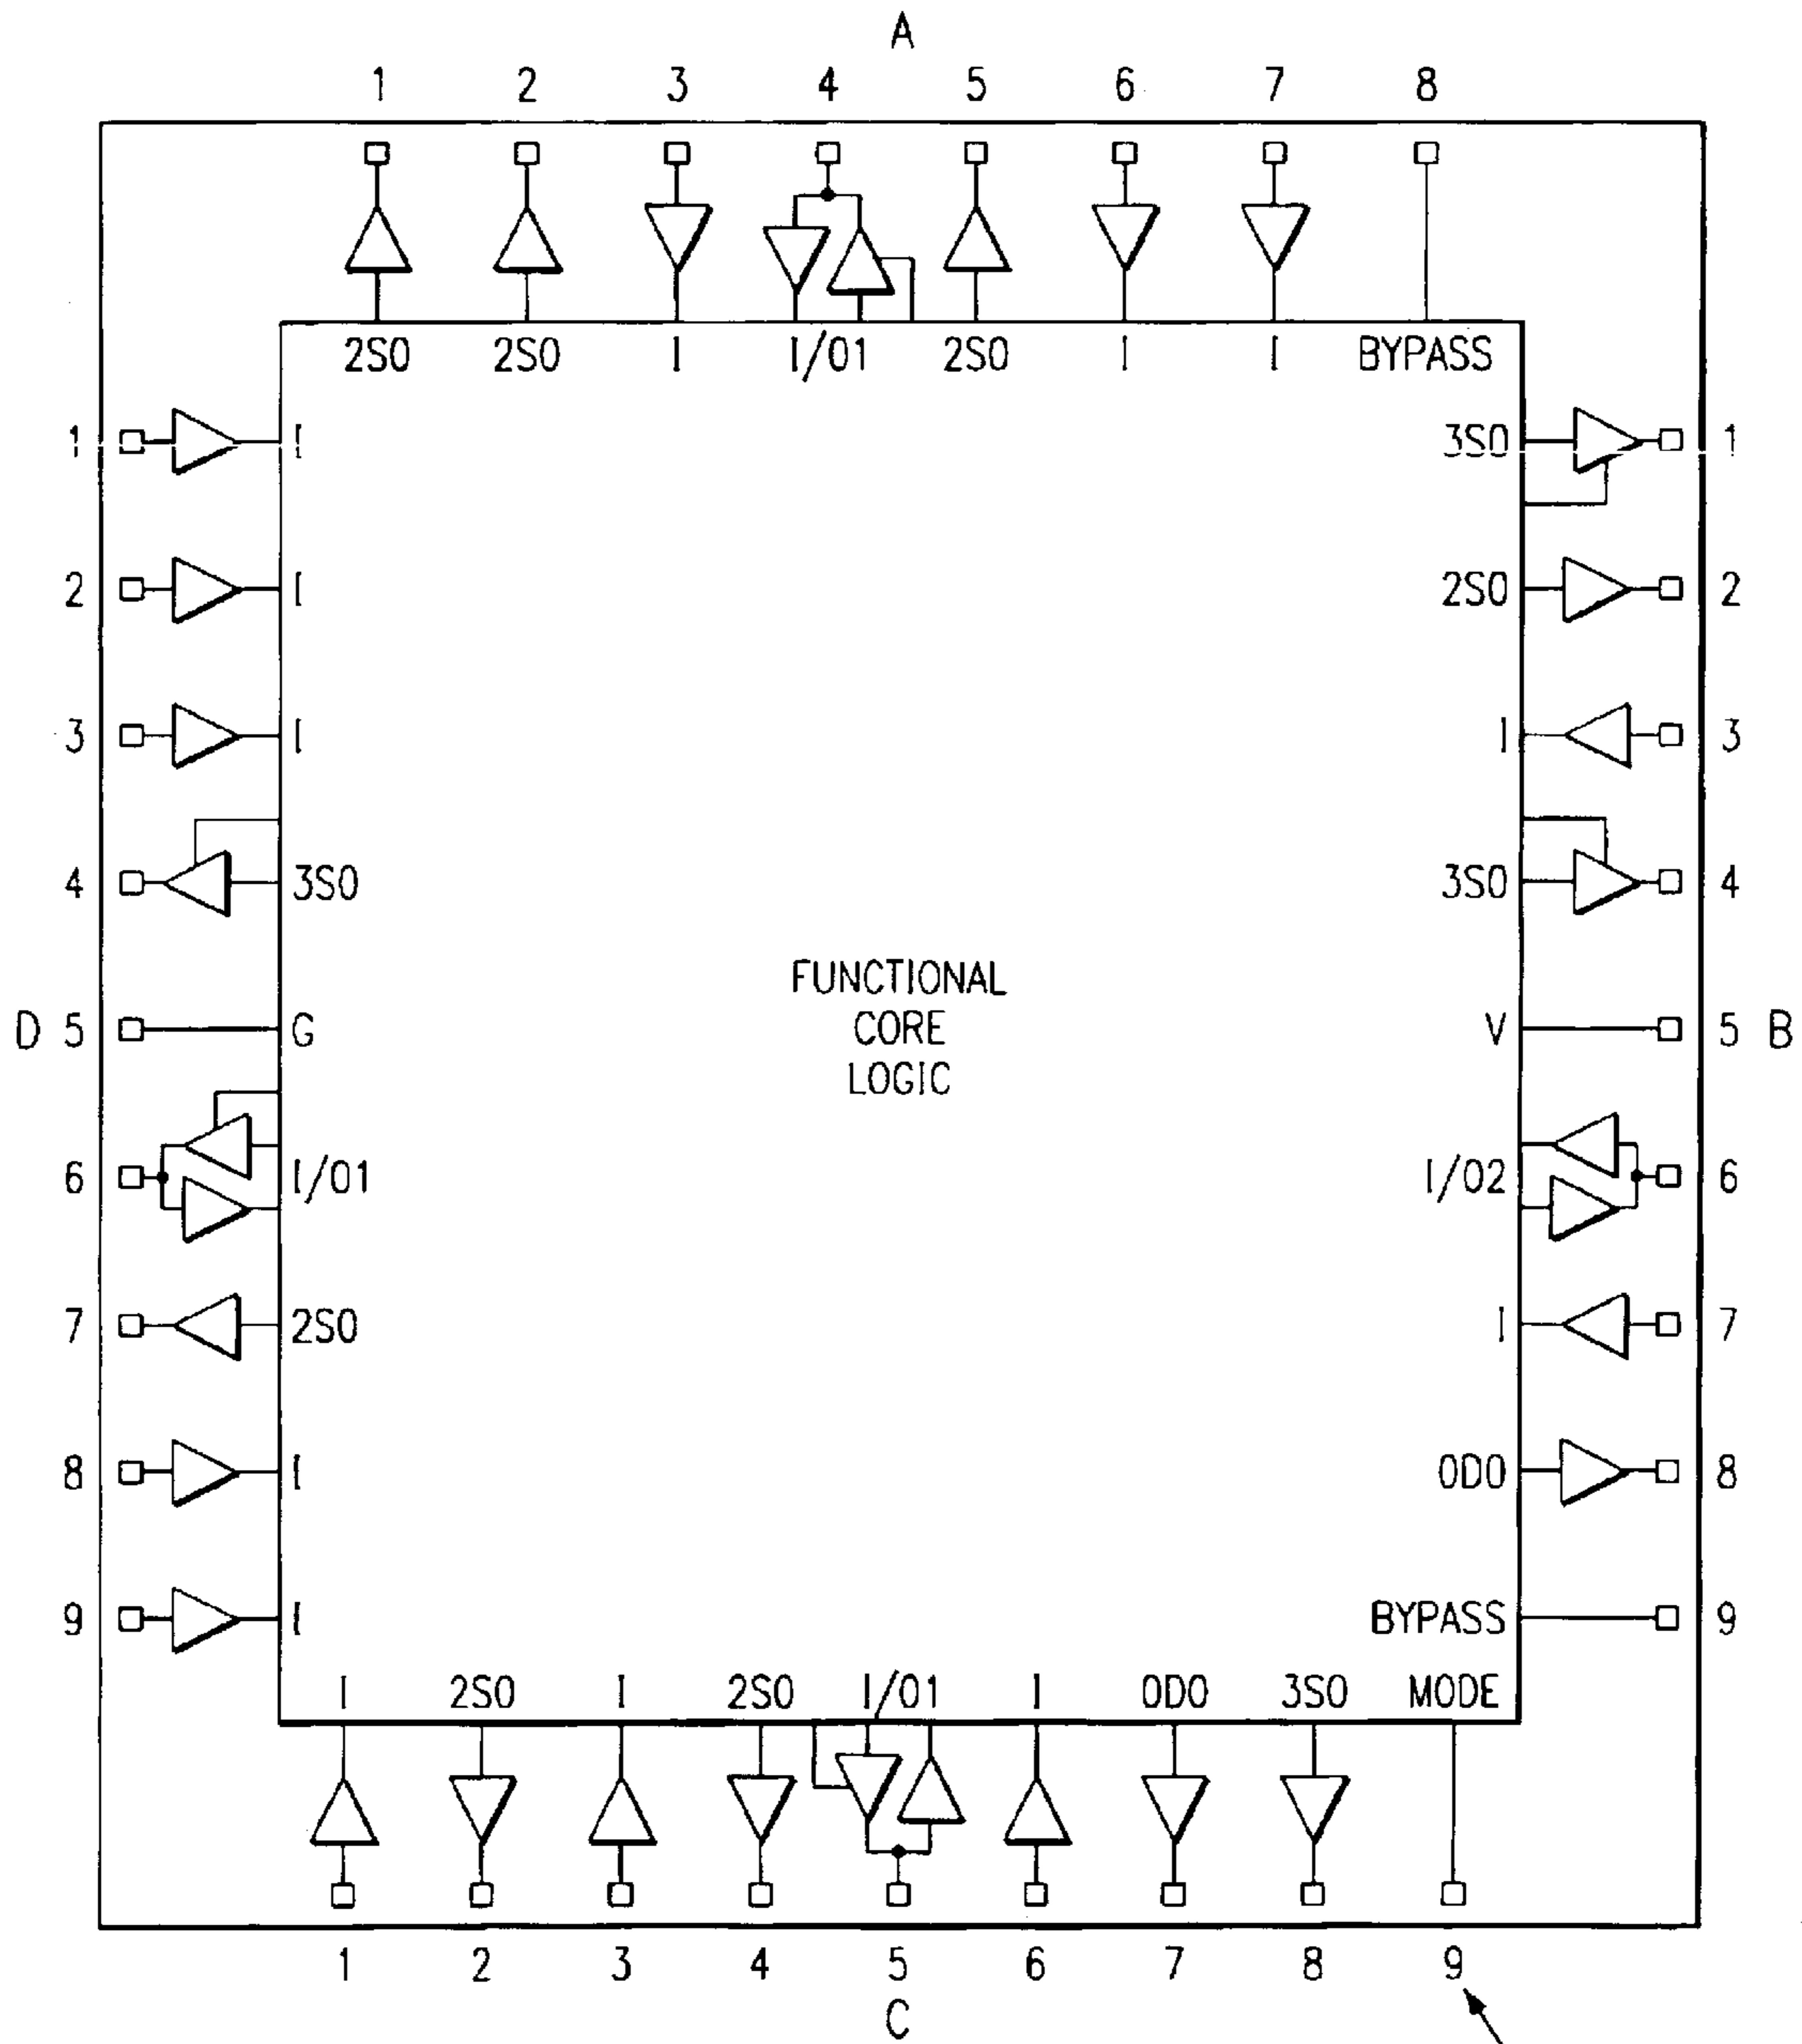 A
1 2 3 4 5 6 7 8
2SO 2SO I I/O1 2SO I I BYPASS
1 I 3SO 1
2 I 2SO 2
3 I I 3
4 3SO 3SO 4
FUNCTIONAL
CORE
LOGIC
D 5 G V 5 B
6 I/O1 I/O2 6
7 2SO I 7
8 I ODO 8
9 I BYPASS 9
I 2SO I 2SO I/O1 I ODO 3SO MODE
1 2 3 4 5 6 7 8 9
C